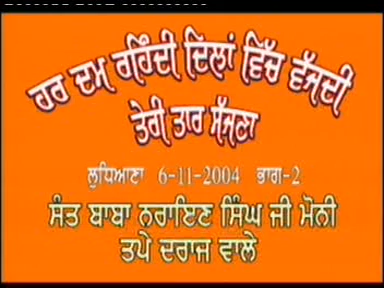 ਹਰ ਦਮ ਰਹਿੰਦੀ ਦਿਲਾਂ ਵਿੱਚ ਵੱਜਦੀ
ਤੇਰੀ ਤਾਰ ਸੱਜਣਾ
ਲੁਧਿਆਣਾ 6-11-2004 ਭਾਗ-2
ਸੰਤ ਬਾਬਾ ਨਰਾਇਣ ਸਿੰਘ ਜੀ ਮੋਨੀ
ਤਪੇ ਦਰਾਜ ਵਾਲੇ